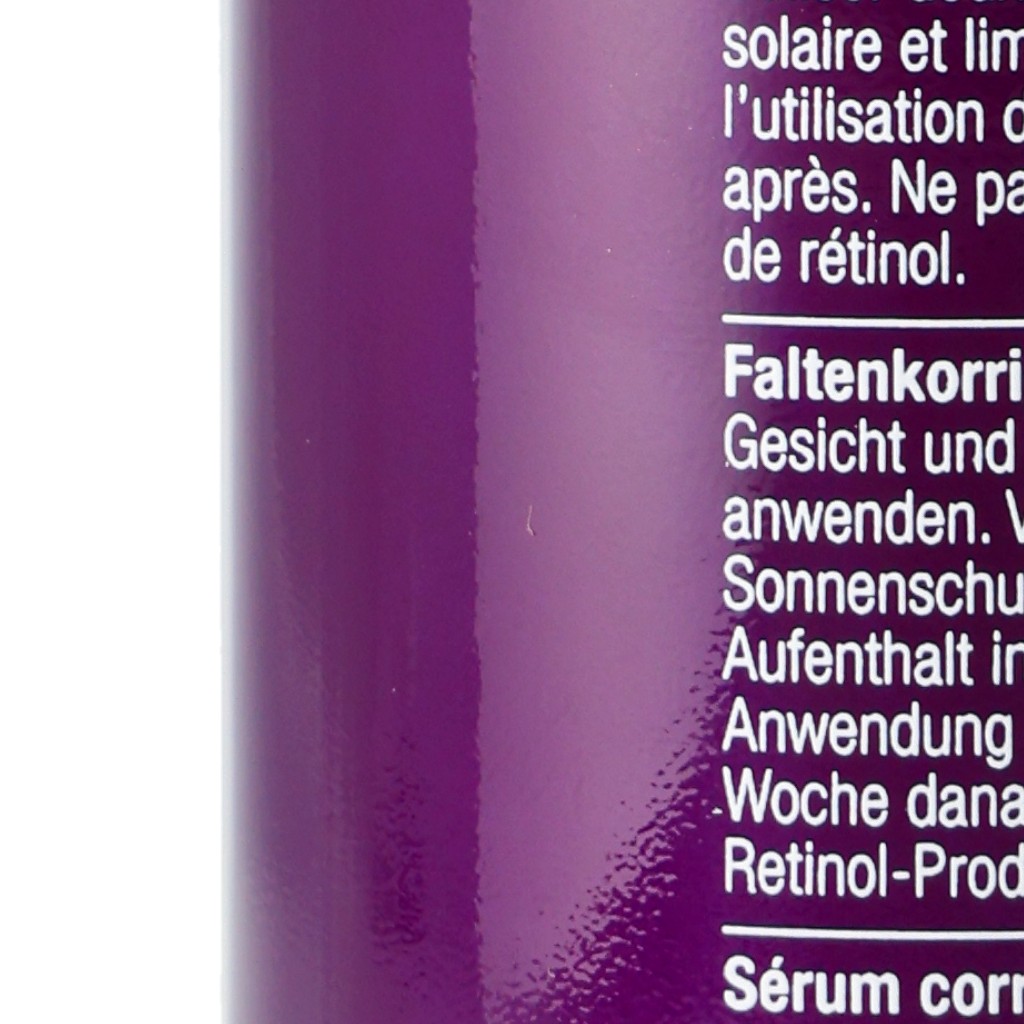 solaire et lim
l'utilisation d
après. Ne pa
de rétinol.
Faltenkorri
Gesicht und
anwenden. V
Sonnenschu
Aufenthalt in
Anwendung
Woche dana
Retinol-Prod
Sérum corr